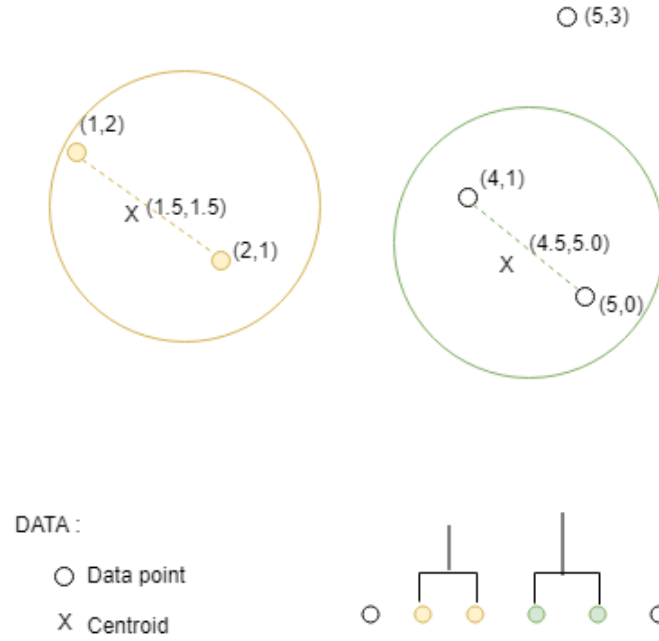 (5,3)
(1,2)
(4,1)
(1.5,1.5)
X
(4.5,5.0)
(2,1)
X
(5,0)
DATA :
Data point
X Centroid